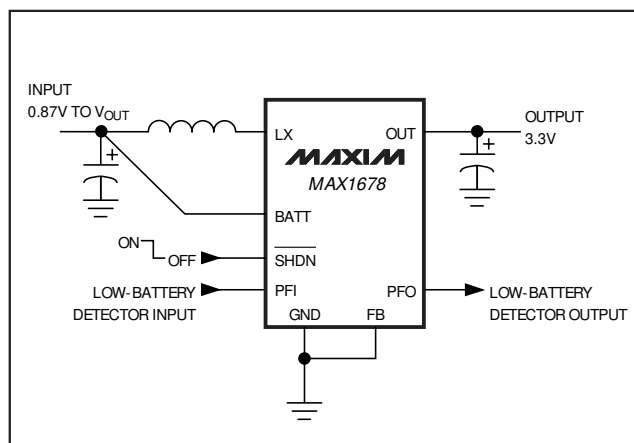 INPUT
0.87V TO VOUT
LX
OUT
OUTPUT
3.3V
+
+
MAXIM
MAX1678
BATT
ON
OFF
SHDN
LOW-BATTERY
DETECTOR INPUT
PFI
PFO
LOW-BATTERY
DETECTOR OUTPUT
GND
FB